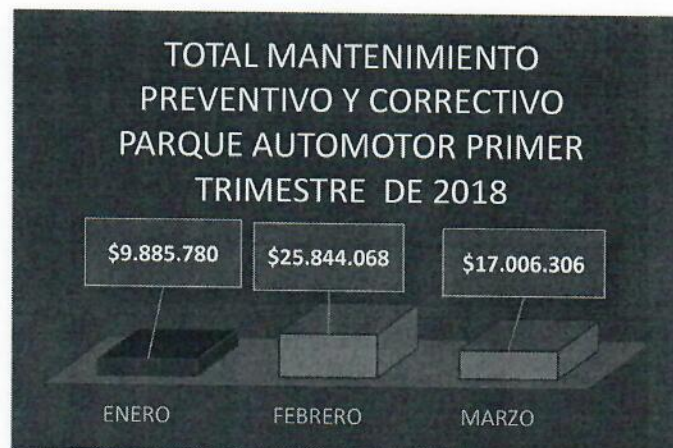 TOTAL MANTENIMIENTO
PREVENTIVO Y CORRECTIVO
PARQUE AUTOMOTOR PRIMER
TRIMESTRE DE 2018
$9.885.780
$25.844.068
$17.006.306
ENERO
FEBRERO
MARZO